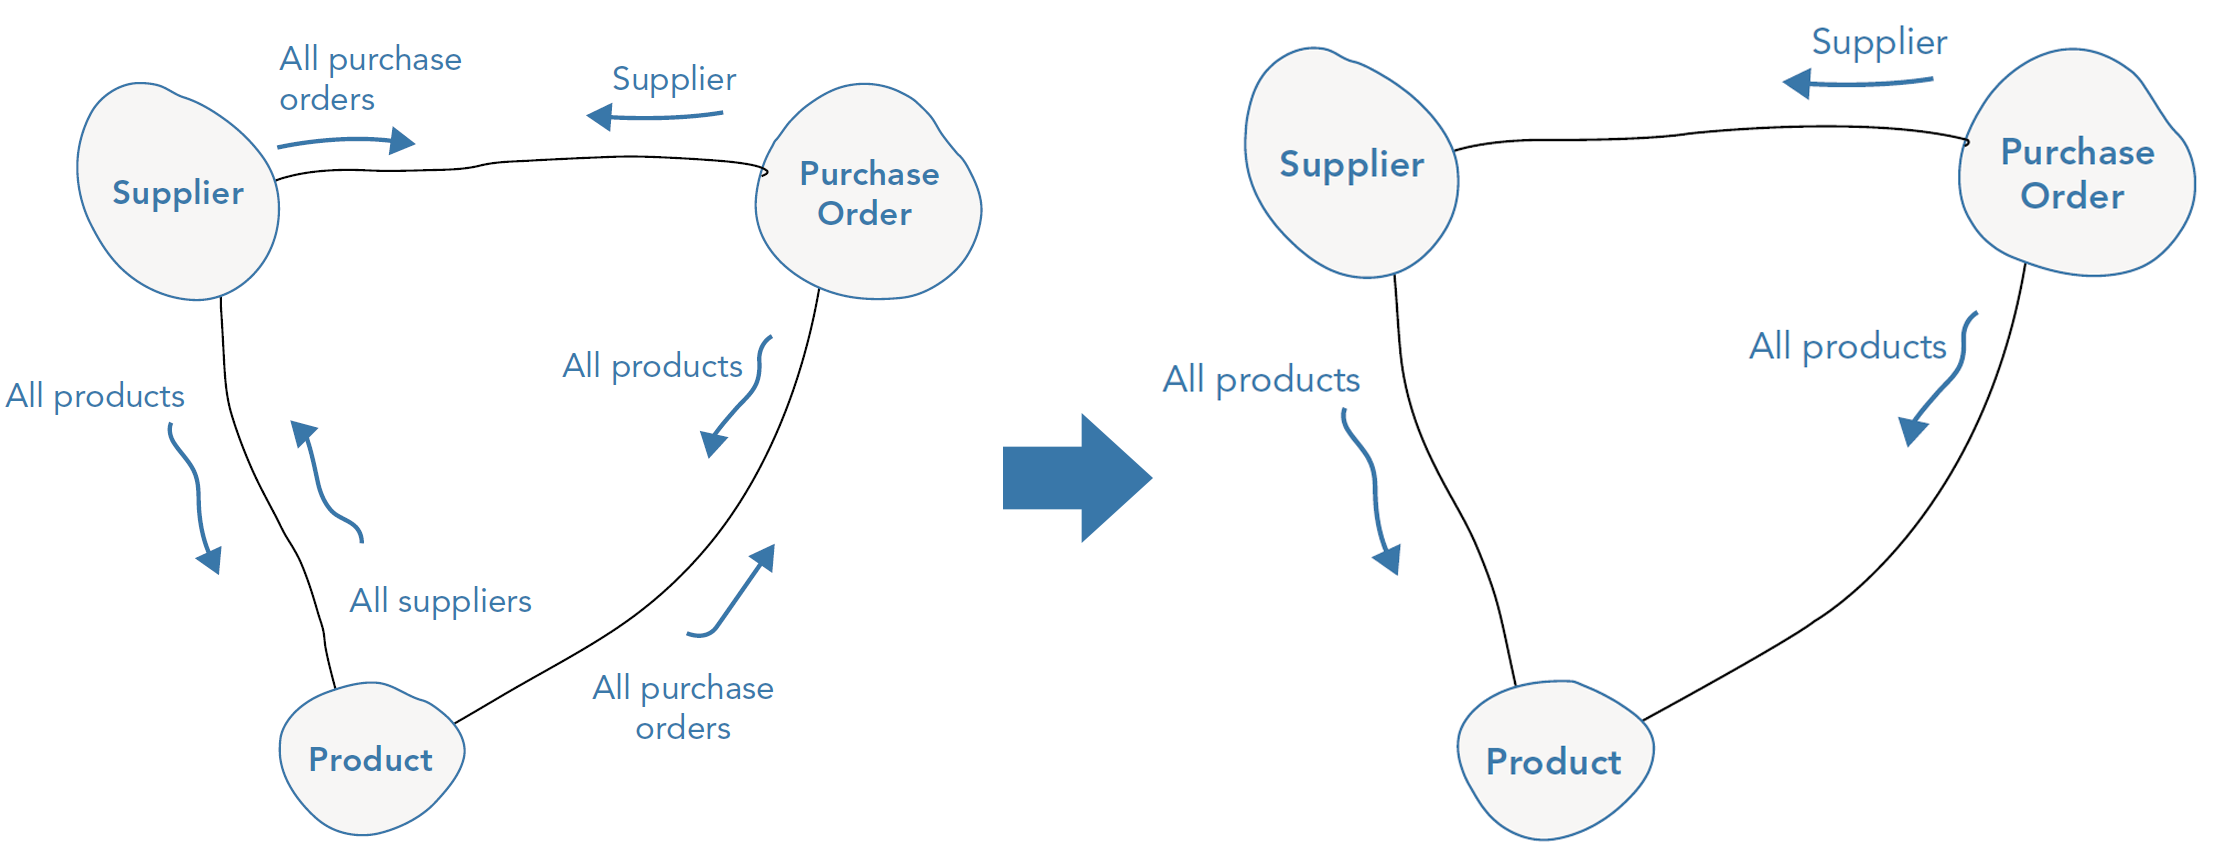 All purchase
orders
Supplier
Supplier
Purchase
Order
All products
All products
All suppliers
All purchase
orders
Product
Supplier
Supplier
Purchase
Order
All products
All products
Product